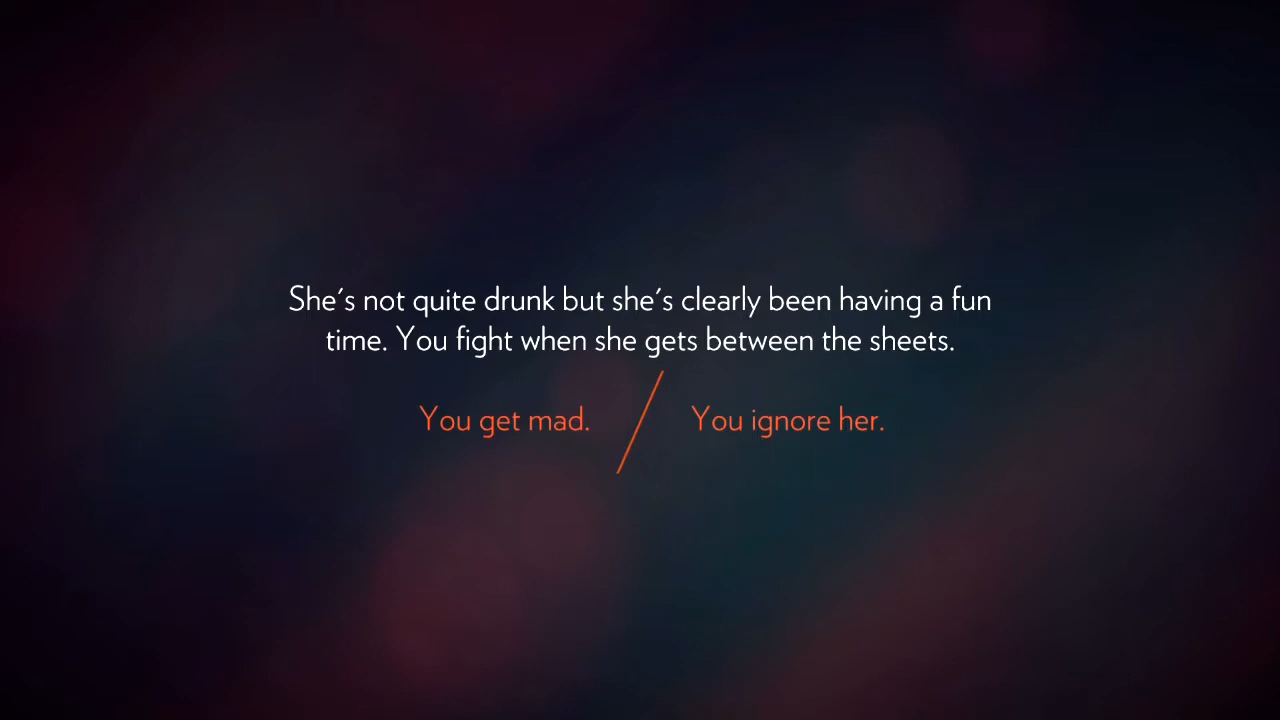 She's not quite drunk but she's clearly been having a fun
time. You fight when she gets between the sheets.
You get mad. / You ignore her.